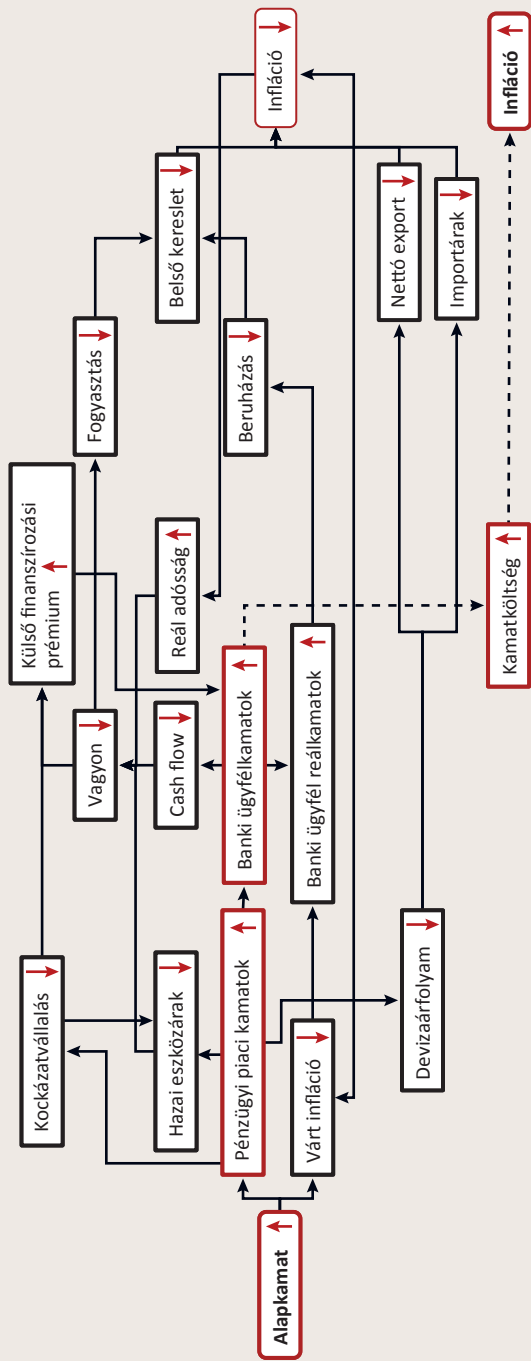 Alapkamat
Kockázatvállalás
Hazai eszközárak
Pénzügyi piaci kamatok
Várt infláció
Devizaárfolyam
Külső finanszírozási
prémium
Vagyon
Cash flow
Banki ügyfélkamatok
Banki ügyfél reálkamatok
Reál adósság
Kamatköltség
Fogyasztás
Beruházás
Belső kereslet
Nettó export
Importárak
Infláció
Infláció